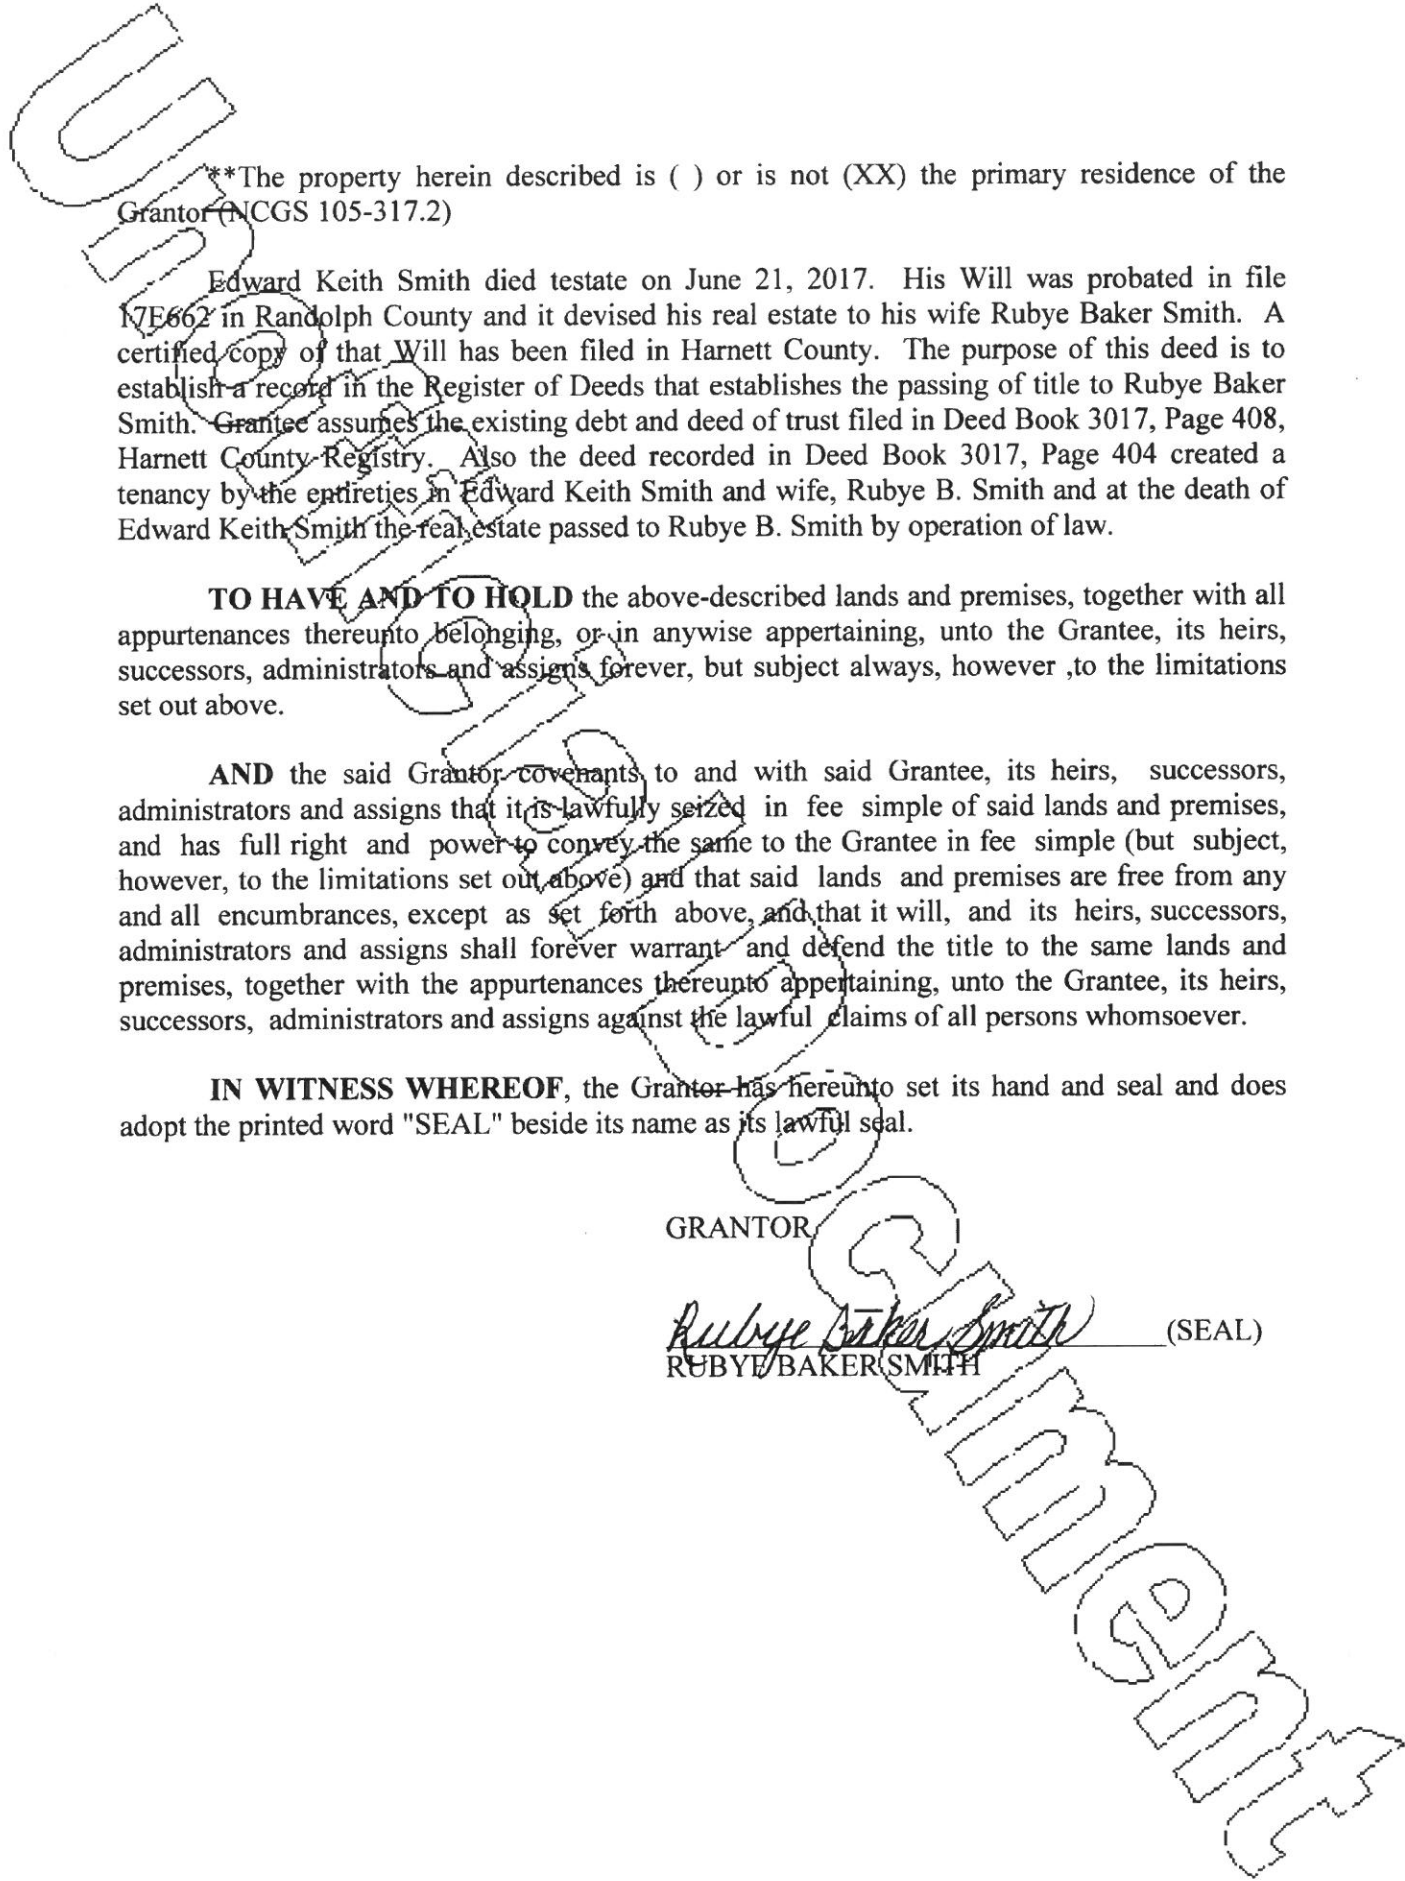 **The property herein described is ( ) or is not (XX) the primary residence of the
Grantor (NCGS 105-317.2)
Edward Keith Smith died testate on June 21, 2017. His Will was probated in file
17E662 in Randolph County and it devised his real estate to his wife Rubye Baker Smith. A
certified copy of that Will has been filed in Harnett County. The purpose of this deed is to
establish a record in the Register of Deeds that establishes the passing of title to Rubye Baker
Smith. Grantee assumes the existing debt and deed of trust filed in Deed Book 3017, Page 408,
Harnett County Registry. Also the deed recorded in Deed Book 3017, Page 404 created a
tenancy by the entireties in Edward Keith Smith and wife, Rubye B. Smith and at the death of
Edward Keith Smith the real estate passed to Rubye B. Smith by operation of law.
TO HAVE AND TO HOLD the above-described lands and premises, together with all
appurtenances thereunto belonging, or in anywise appertaining, unto the Grantee, its heirs,
successors, administrators and assigns forever, but subject always, however ,to the limitations
set out above.
AND the said Grantor covenants to and with said Grantee, its heirs, successors,
administrators and assigns that it is lawfully seized in fee simple of said lands and premises,
and has full right and power to convey the same to the Grantee in fee simple (but subject,
however, to the limitations set out above) and that said lands and premises are free from any
and all encumbrances, except as set forth above, and that it will, and its heirs, successors,
administrators and assigns shall forever warrant and defend the title to the same lands and
premises, together with the appurtenances thereunto appertaining, unto the Grantee, its heirs,
successors, administrators and assigns against the lawful claims of all persons whomsoever.
IN WITNESS WHEREOF, the Grantor has hereunto set its hand and seal and does
adopt the printed word "SEAL" beside its name as its lawful seal.
GRANTOR
Rubye Baker Smith (SEAL)
RUBYE BAKER SMITH
Unofficial Document